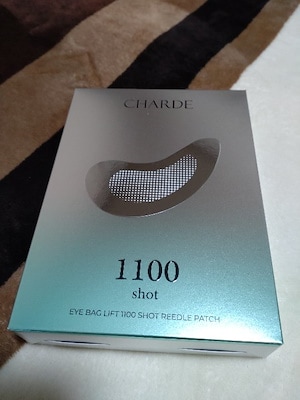 CHARDE
1100
shot
EYE BAG LIFT 1100 SHOT REEDLE PATCH